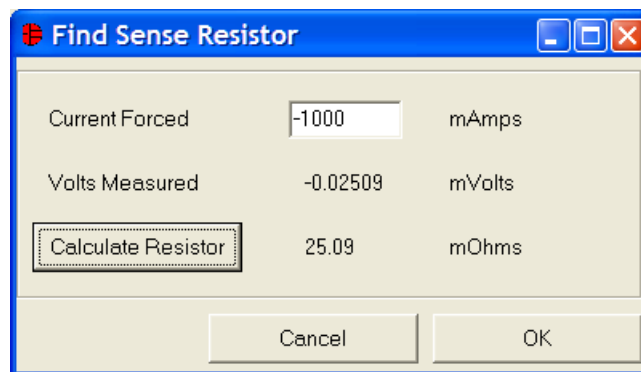 Find Sense Resistor
Current Forced -1000 mAmps
Volts Measured -0.02509 mVolts
Calculate Resistor 25.09 mOhms
Cancel OK